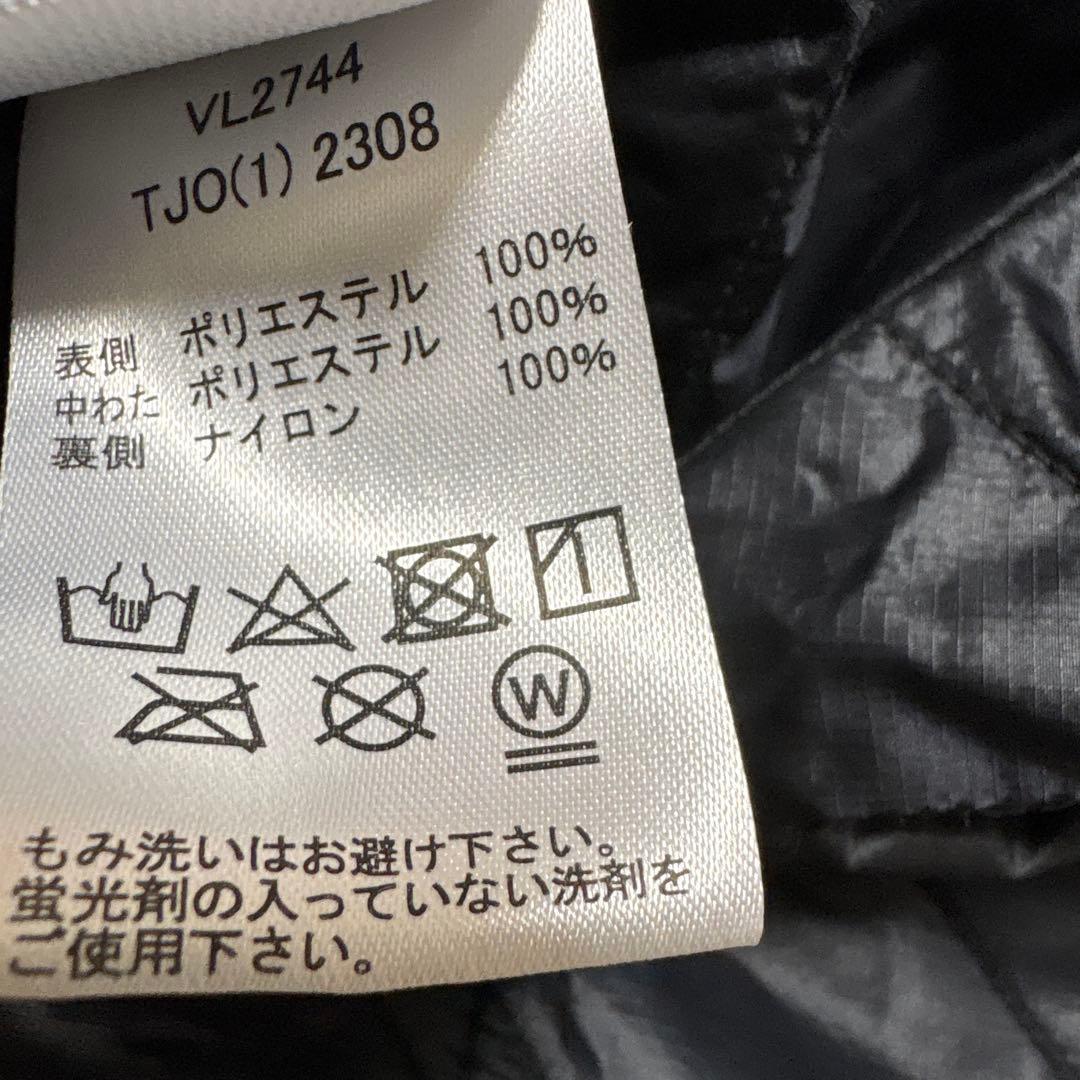 VL2744
TJO(1) 2308
表側 ポリエステル 100%
中わた ポリエステル 100%
裏側 ナイロン 100%
W
もみ洗いはお避け下さい。
蛍光剤の入っていない洗剤を
ご使用下さい。